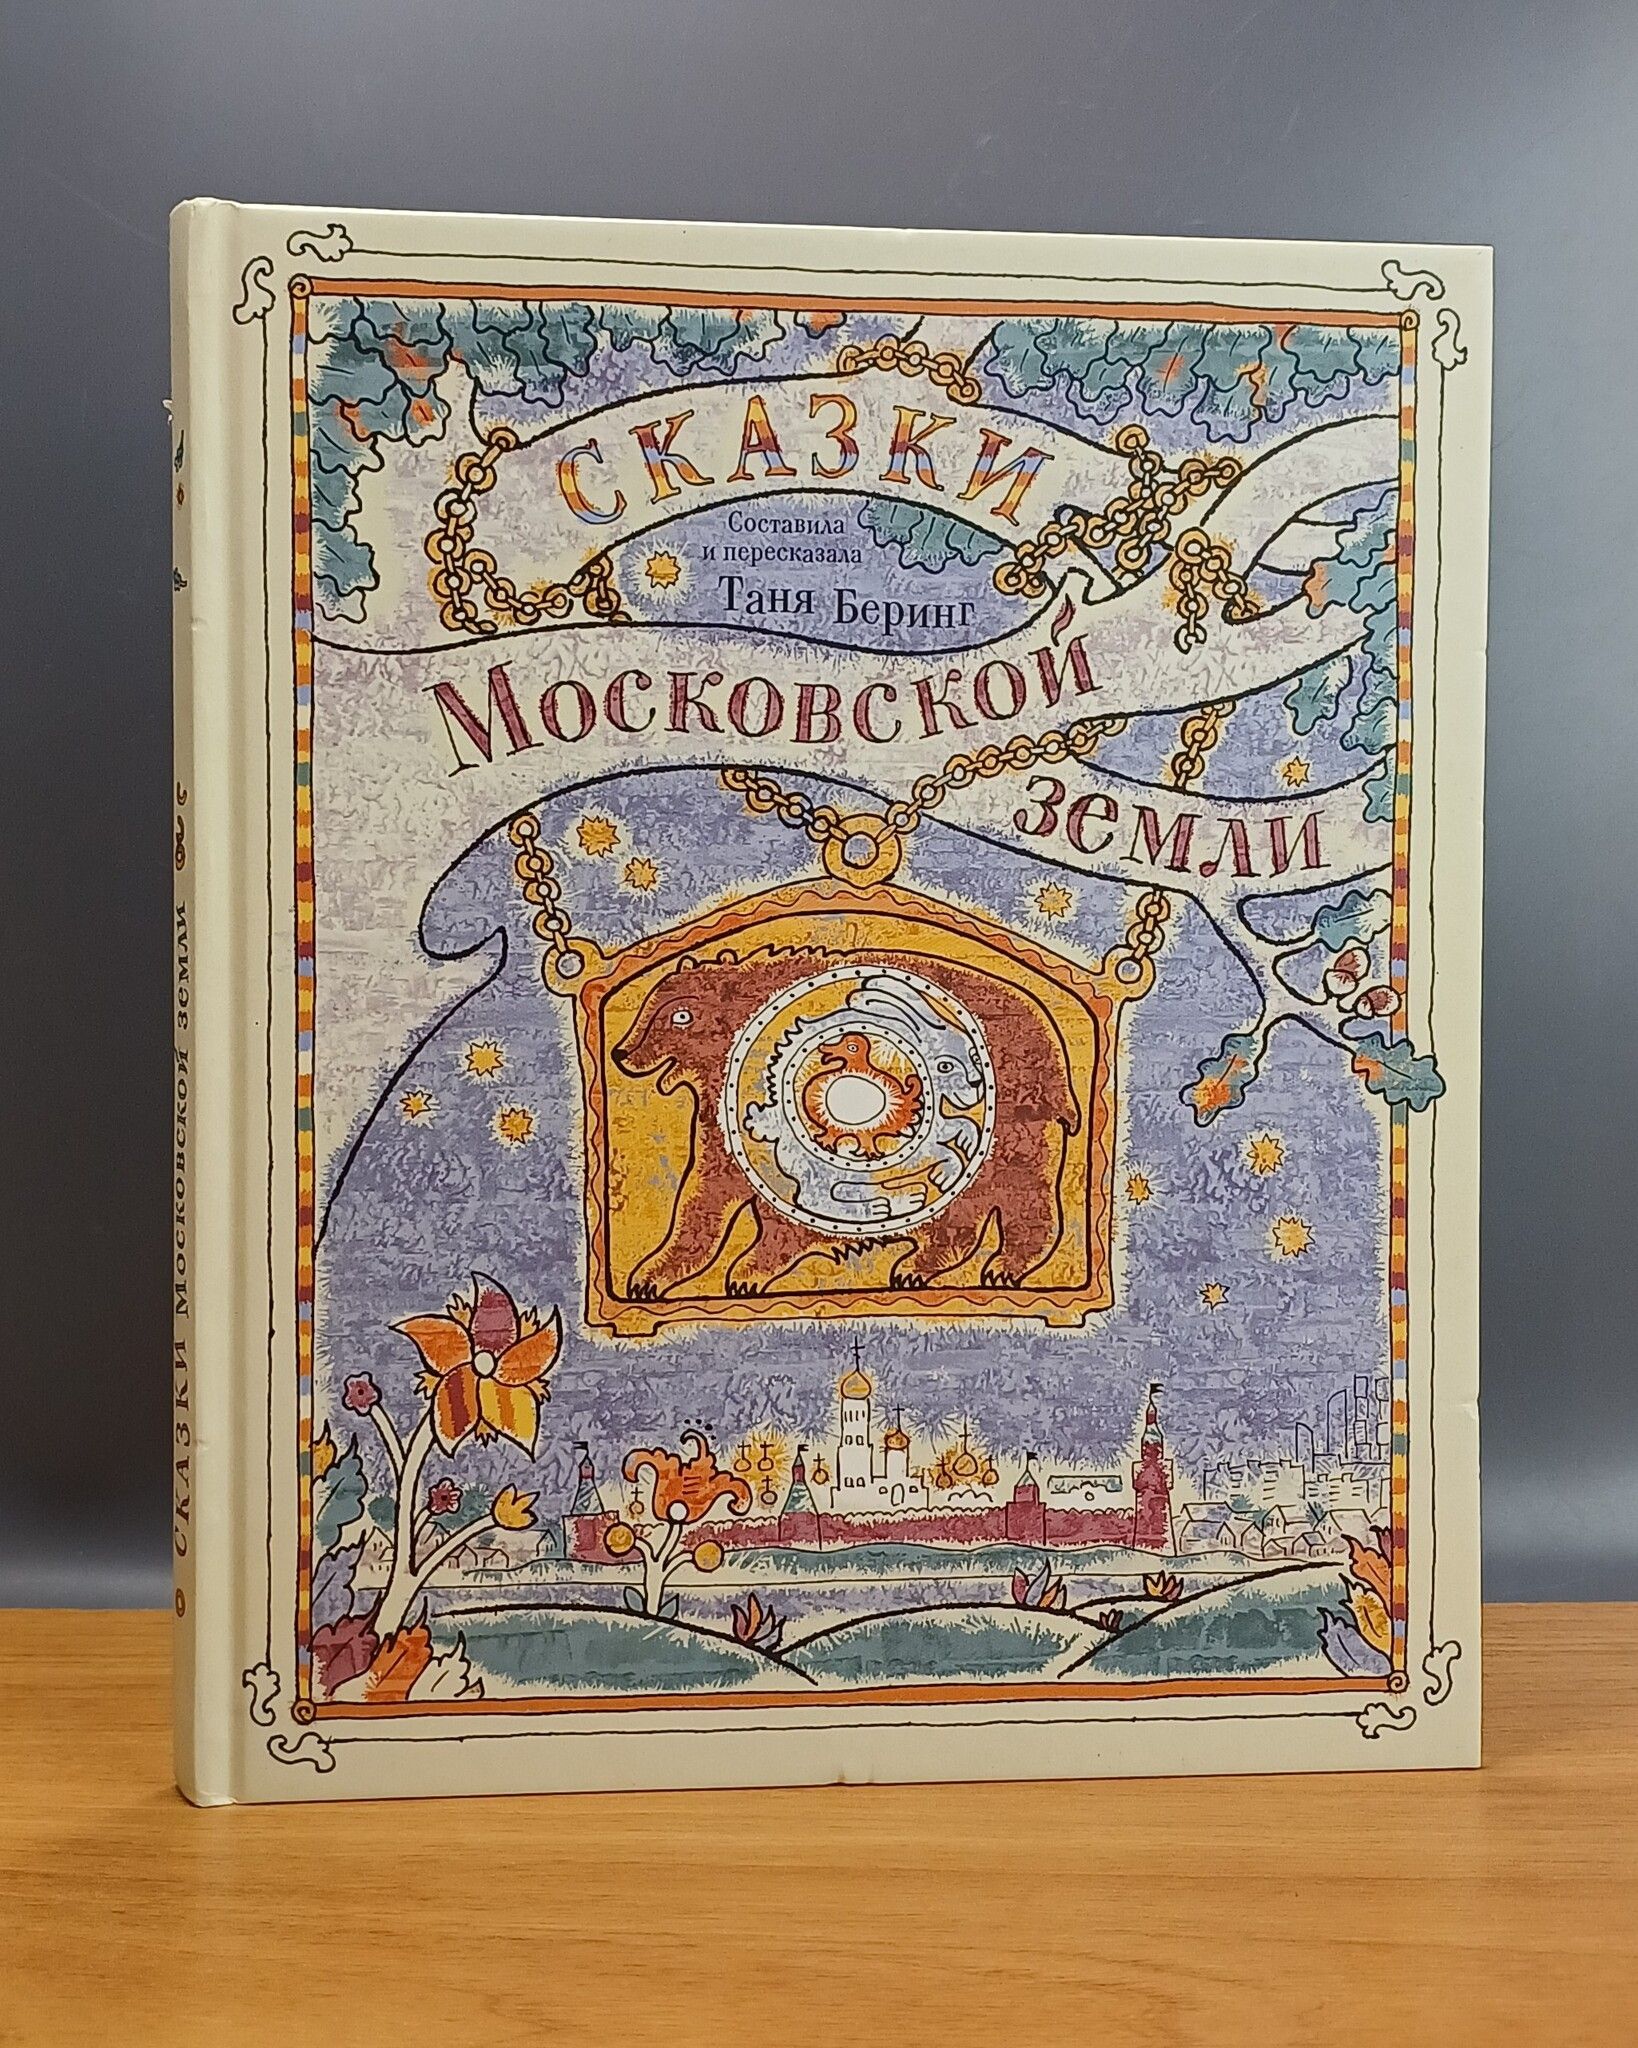 Сказки
Составила
и пересказала
Таня Беринг
Московской
земли
Сказки Московской земли